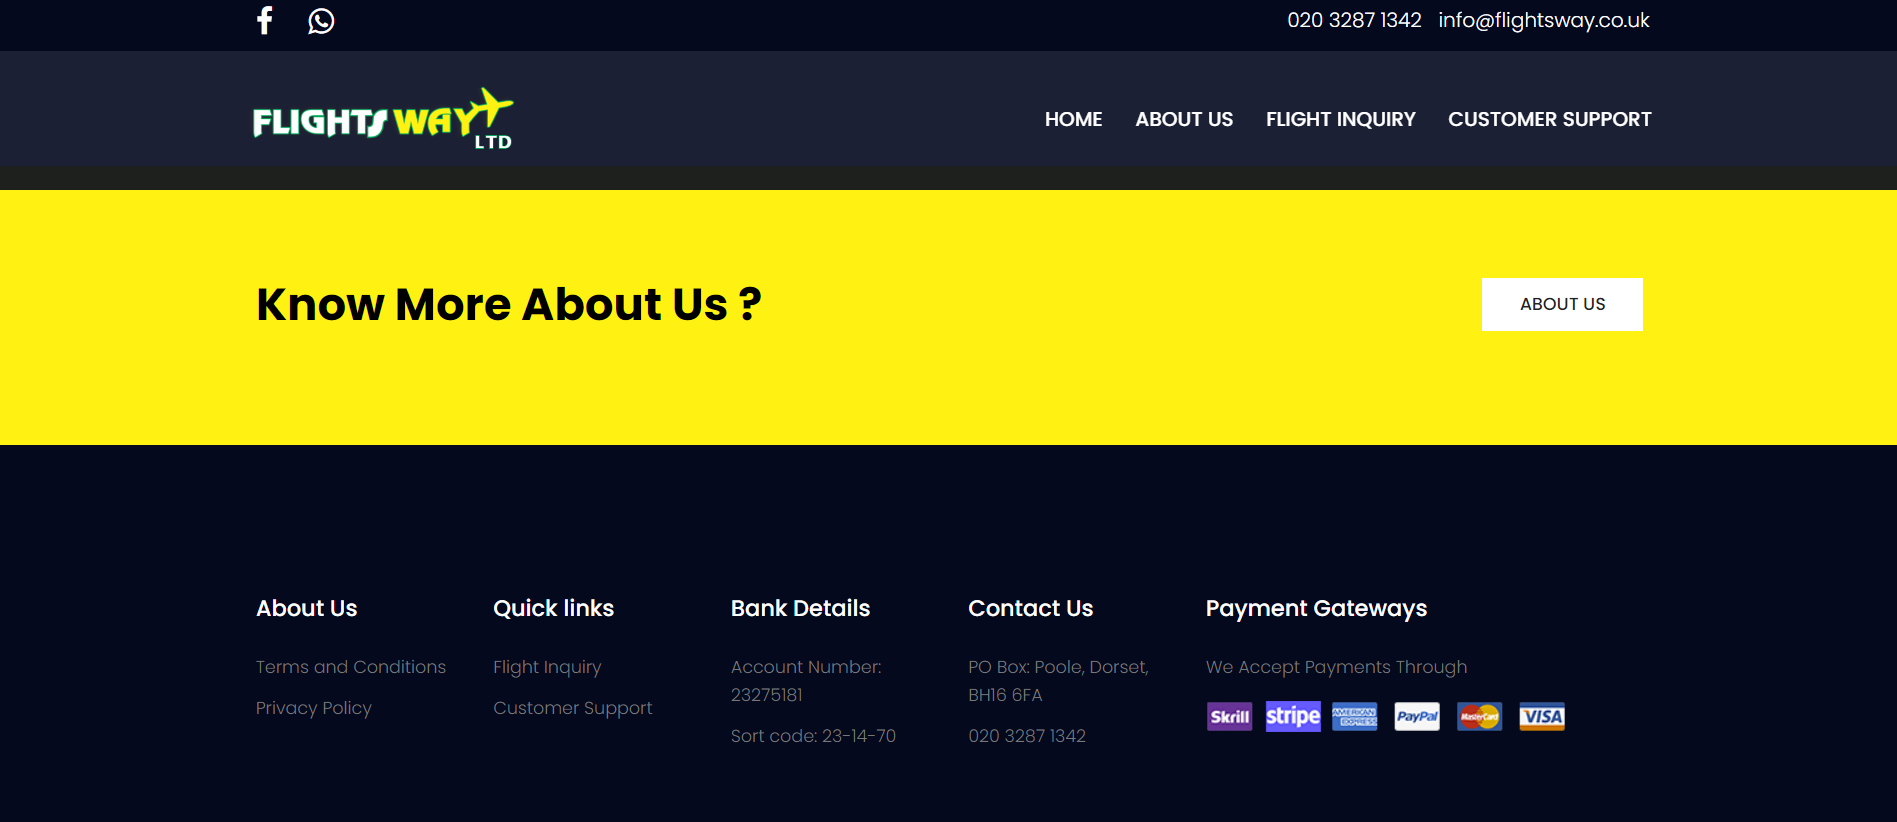 020 3287 1342 info@flightsway.co.uk
FLIGHTS WAY
LTD
HOME ABOUT US FLIGHT INQUIRY CUSTOMER SUPPORT
Know More About Us ?
ABOUT US
About Us
Terms and Conditions
Privacy Policy
Quick links
Flight Inquiry
Customer Support
Bank Details
Account Number:
23275181
Sort code: 23-14-70
Contact Us
PO Box: Poole, Dorset,
BH16 6FA
020 3287 1342
Payment Gateways
We Accept Payments Through
Skrill stripe AMERICAN EXPRESS PayPal MasterCard VISA